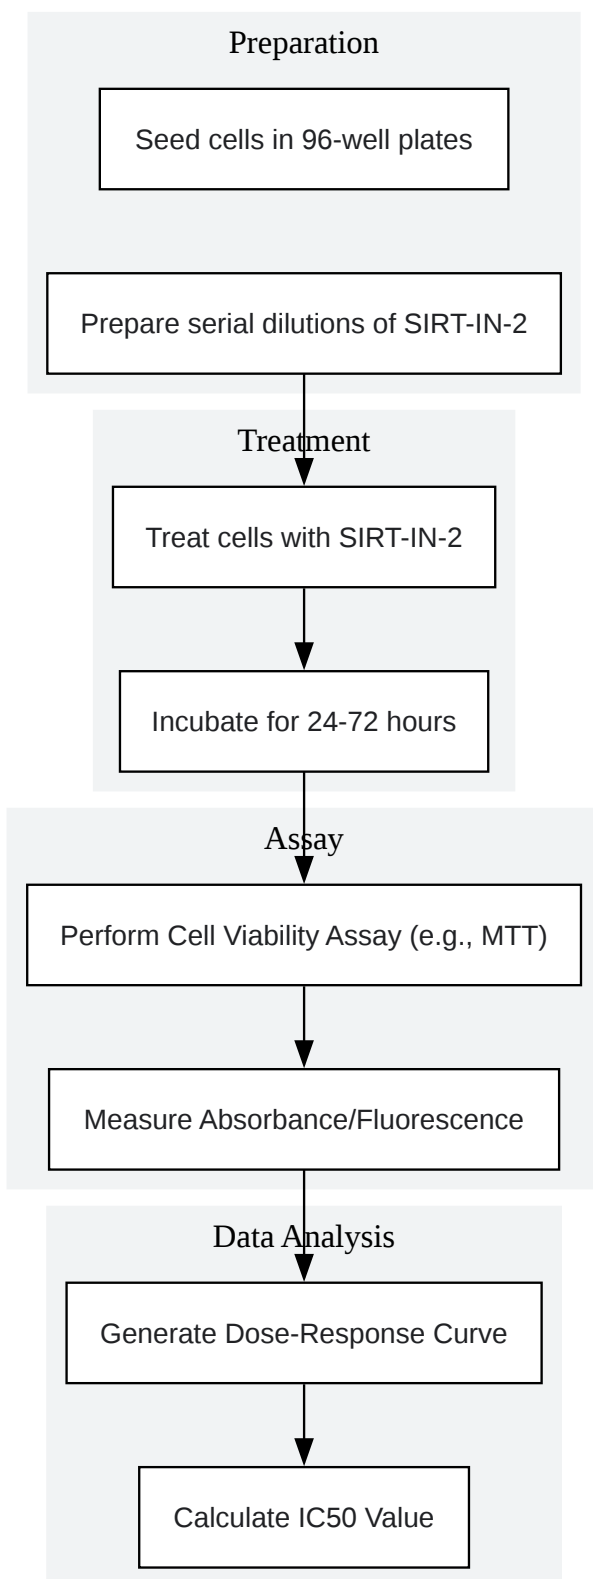 Preparation
Seed cells in 96-well plates
Prepare serial dilutions of SIRT-IN-2
Treatment
Treat cells with SIRT-IN-2
Incubate for 24-72 hours
Assay
Perform Cell Viability Assay (e.g., MTT)
Measure Absorbance/Fluorescence
Data Analysis
Generate Dose-Response Curve
Calculate IC50 Value